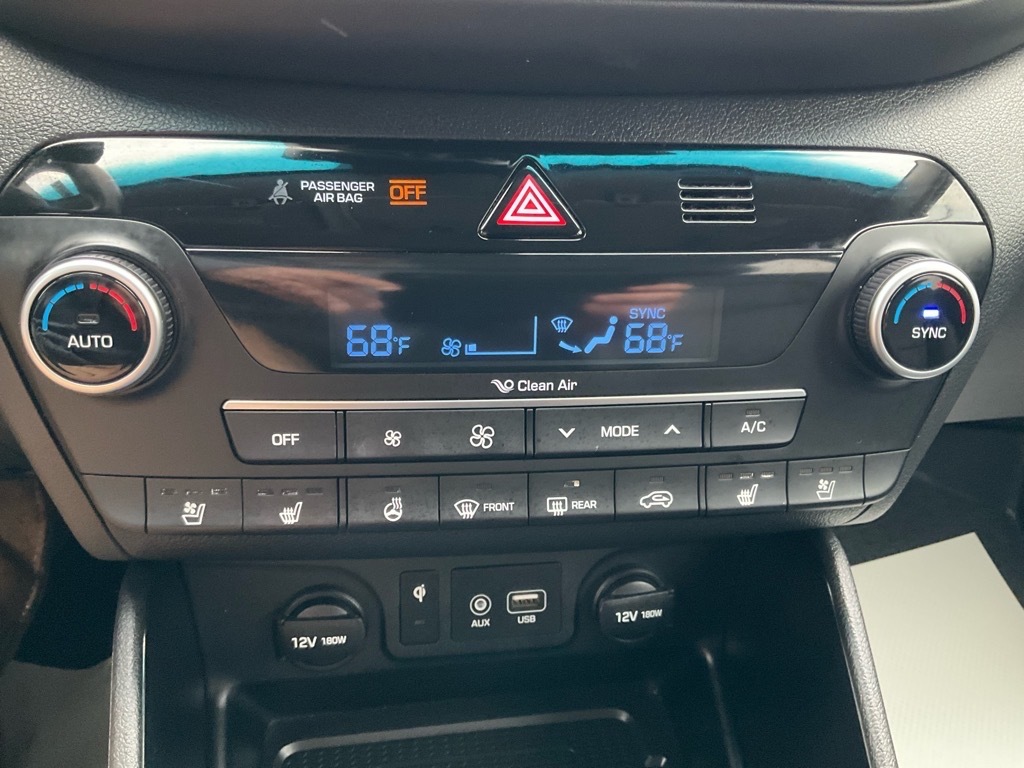 PASSENGER
AIR BAG
OFF
SYNC
68°F
68°F
AUTO
SYNC
Clean Air
OFF
MODE
A/C
FRONT
REAR
12V 180W
AUX
USB
12V 180W